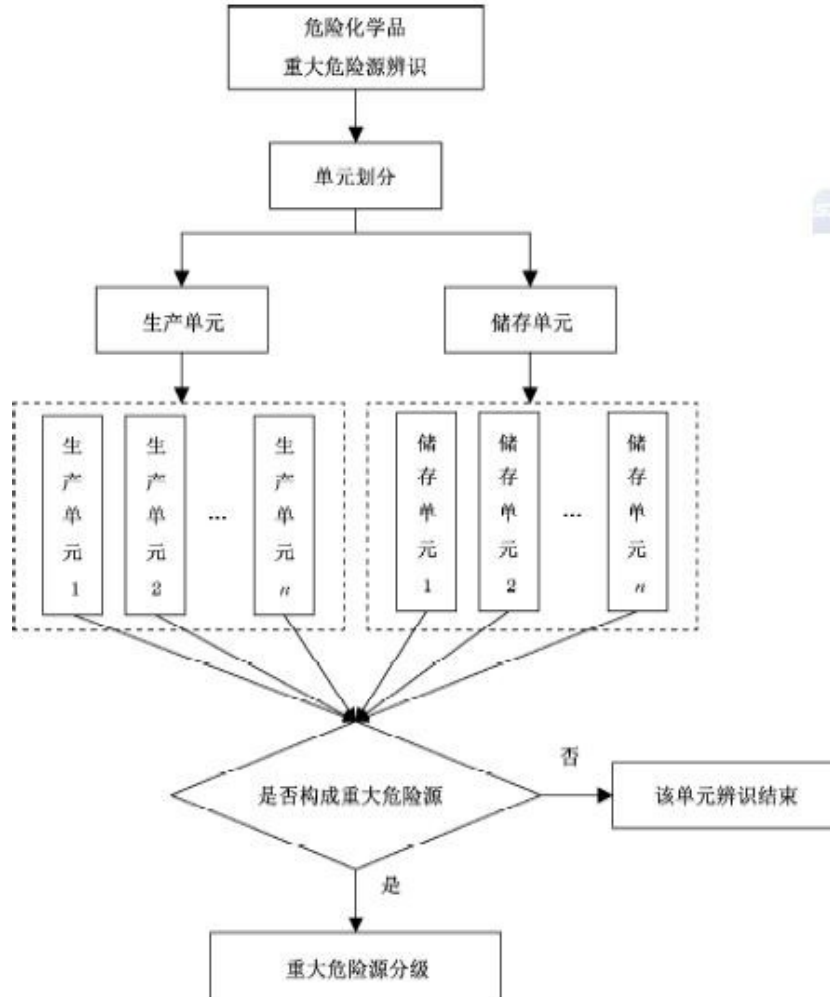 危险化学品
重大危险源辨识
单元划分
生产单元
储存单元
生产单元1
生产单元2
...
生产单元n
储存单元1
储存单元2
...
储存单元n
是否构成重大危险源
否
该单元辨识结束
是
重大危险源分级